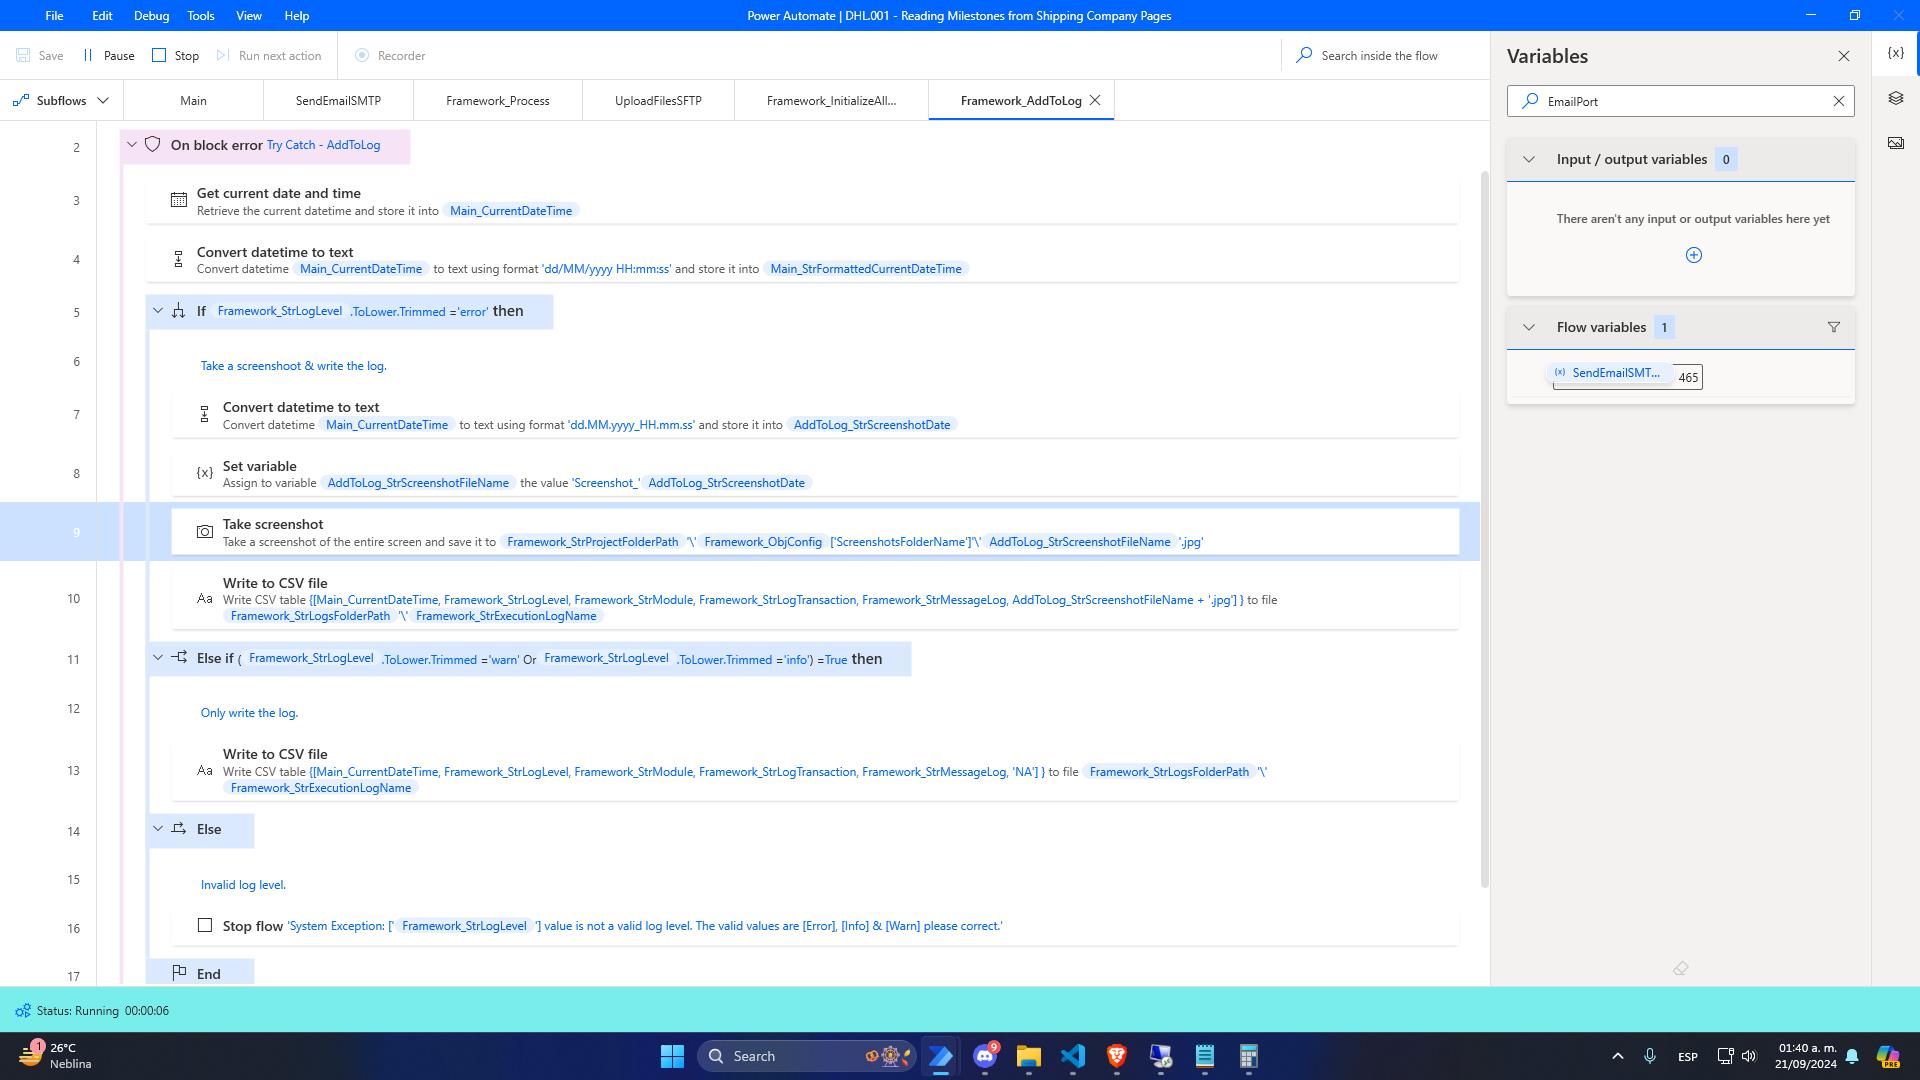 File Edit Debug Tools View Help
Power Automate | DHL.001 - Reading Milestones from Shipping Company Pages
Save Pause Stop Run next action Recorder
Search inside the flow
Subflows Main SendEmailSMTP Framework_Process UploadFilesSFTP Framework_InitializeAll... Framework_AddToLog
2
On block error Try Catch - AddToLog
3
Get current date and time
Retrieve the current datetime and store it into Main_CurrentDateTime
4
Convert datetime to text
Convert datetime Main_CurrentDateTime to text using format 'dd/MM/yyyy HH:mm:ss' and store it into Main_StrFormattedCurrentDateTime
5
If Framework_StrLogLevel .ToLower.Trimmed ='error' then
6
Take a screenshoot & write the log.
7
Convert datetime to text
Convert datetime Main_CurrentDateTime to text using format 'dd.MM.yyyy_HH.mm.ss' and store it into AddToLog_StrScreenshotDate
8
{x}
Set variable
Assign to variable AddToLog_StrScreenshotFileName the value 'Screenshot_' AddToLog_StrScreenshotDate
9
Take screenshot
Take a screenshot of the entire screen and save it to Framework_StrProjectFolderPath '\' Framework_ObjConfig ['ScreenshotsFolderName']'\' AddToLog_StrScreenshotFileName '.jpg'
10
Aa
Write to CSV file
Write CSV table {[Main_CurrentDateTime, Framework_StrLogLevel, Framework_StrModule, Framework_StrLogTransaction, Framework_StrMessageLog, AddToLog_StrScreenshotFileName + '.jpg'] } to file
Framework_StrLogsFolderPath '\' Framework_StrExecutionLogName
11
Else if ( Framework_StrLogLevel .ToLower.Trimmed ='warn' Or Framework_StrLogLevel .ToLower.Trimmed ='info') =True then
12
Only write the log.
13
Aa
Write to CSV file
Write CSV table {[Main_CurrentDateTime, Framework_StrLogLevel, Framework_StrModule, Framework_StrLogTransaction, Framework_StrMessageLog, 'NA'] } to file Framework_StrLogsFolderPath '\'
Framework_StrExecutionLogName
14
Else
15
Invalid log level.
16
Stop flow 'System Exception: [' Framework_StrLogLevel '] value is not a valid log level. The valid values are [Error], [Info] & [Warn] please correct.'
17
End
Variables
{x}
EmailPort
Input / output variables 0
There aren't any input or output variables here yet
Flow variables 1
(x) SendEmailSMT... 465
Status: Running 00:00:06
1
26°C
Neblina
Search
9
ESP
01:40 a. m.
21/09/2024
PRE